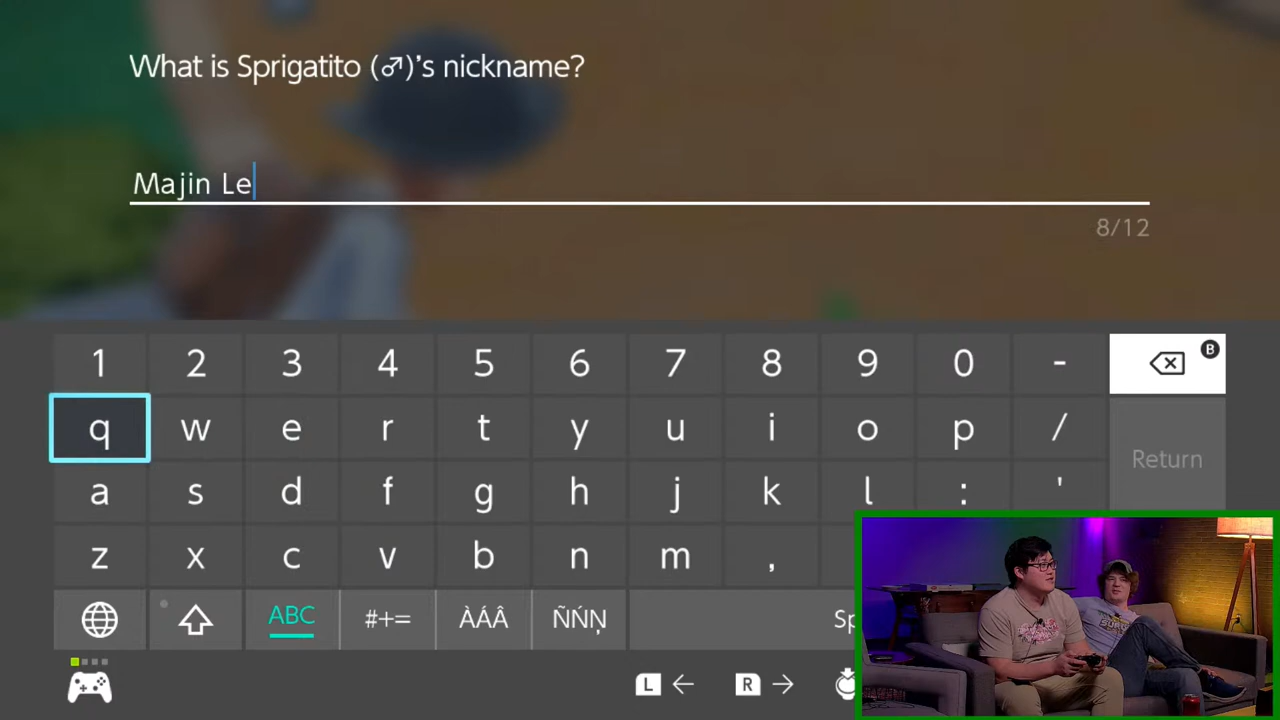 What is Sprigatito (♂)'s nickname?
Majin Le
8/12
1 2 3 4 5 6 7 8 9 0 - B
q w e r t y u i o p /
Return
a s d f g h j k l : '
z x c v b n m ,
ABC #+= ÀÁÂ ÑŃŅ Sp
L ← R →